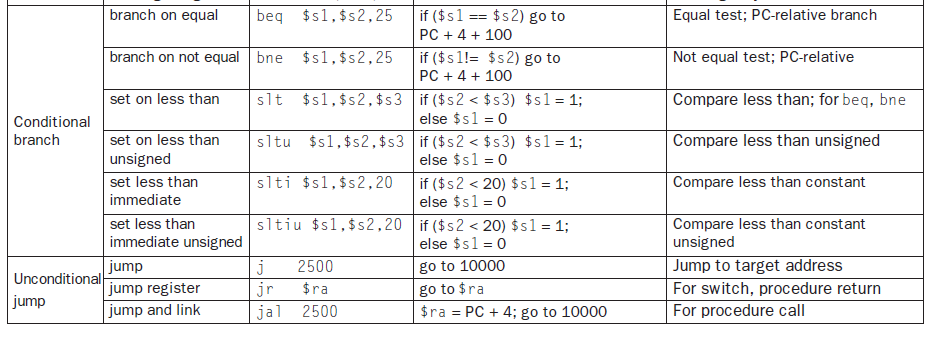 branch on equal beq $s1,$s2,25 if ($s1 == $s2) go to PC + 4 + 100 Equal test; PC-relative branch
branch on not equal bne $s1,$s2,25 if ($s1!= $s2) go to PC + 4 + 100 Not equal test; PC-relative
Conditional branch
set on less than slt $s1,$s2,$s3 if ($s2 < $s3) $s1 = 1; else $s1 = 0 Compare less than; for beq, bne
set on less than unsigned sltu $s1,$s2,$s3 if ($s2 < $s3) $s1 = 1; else $s1 = 0 Compare less than unsigned
set less than immediate slti $s1,$s2,20 if ($s2 < 20) $s1 = 1; else $s1 = 0 Compare less than constant
set less than immediate unsigned sltiu $s1,$s2,20 if ($s2 < 20) $s1 = 1; else $s1 = 0 Compare less than constant unsigned
Unconditional jump
jump j 2500 go to 10000 Jump to target address
jump register jr $ra go to $ra For switch, procedure return
jump and link jal 2500 $ra = PC + 4; go to 10000 For procedure call